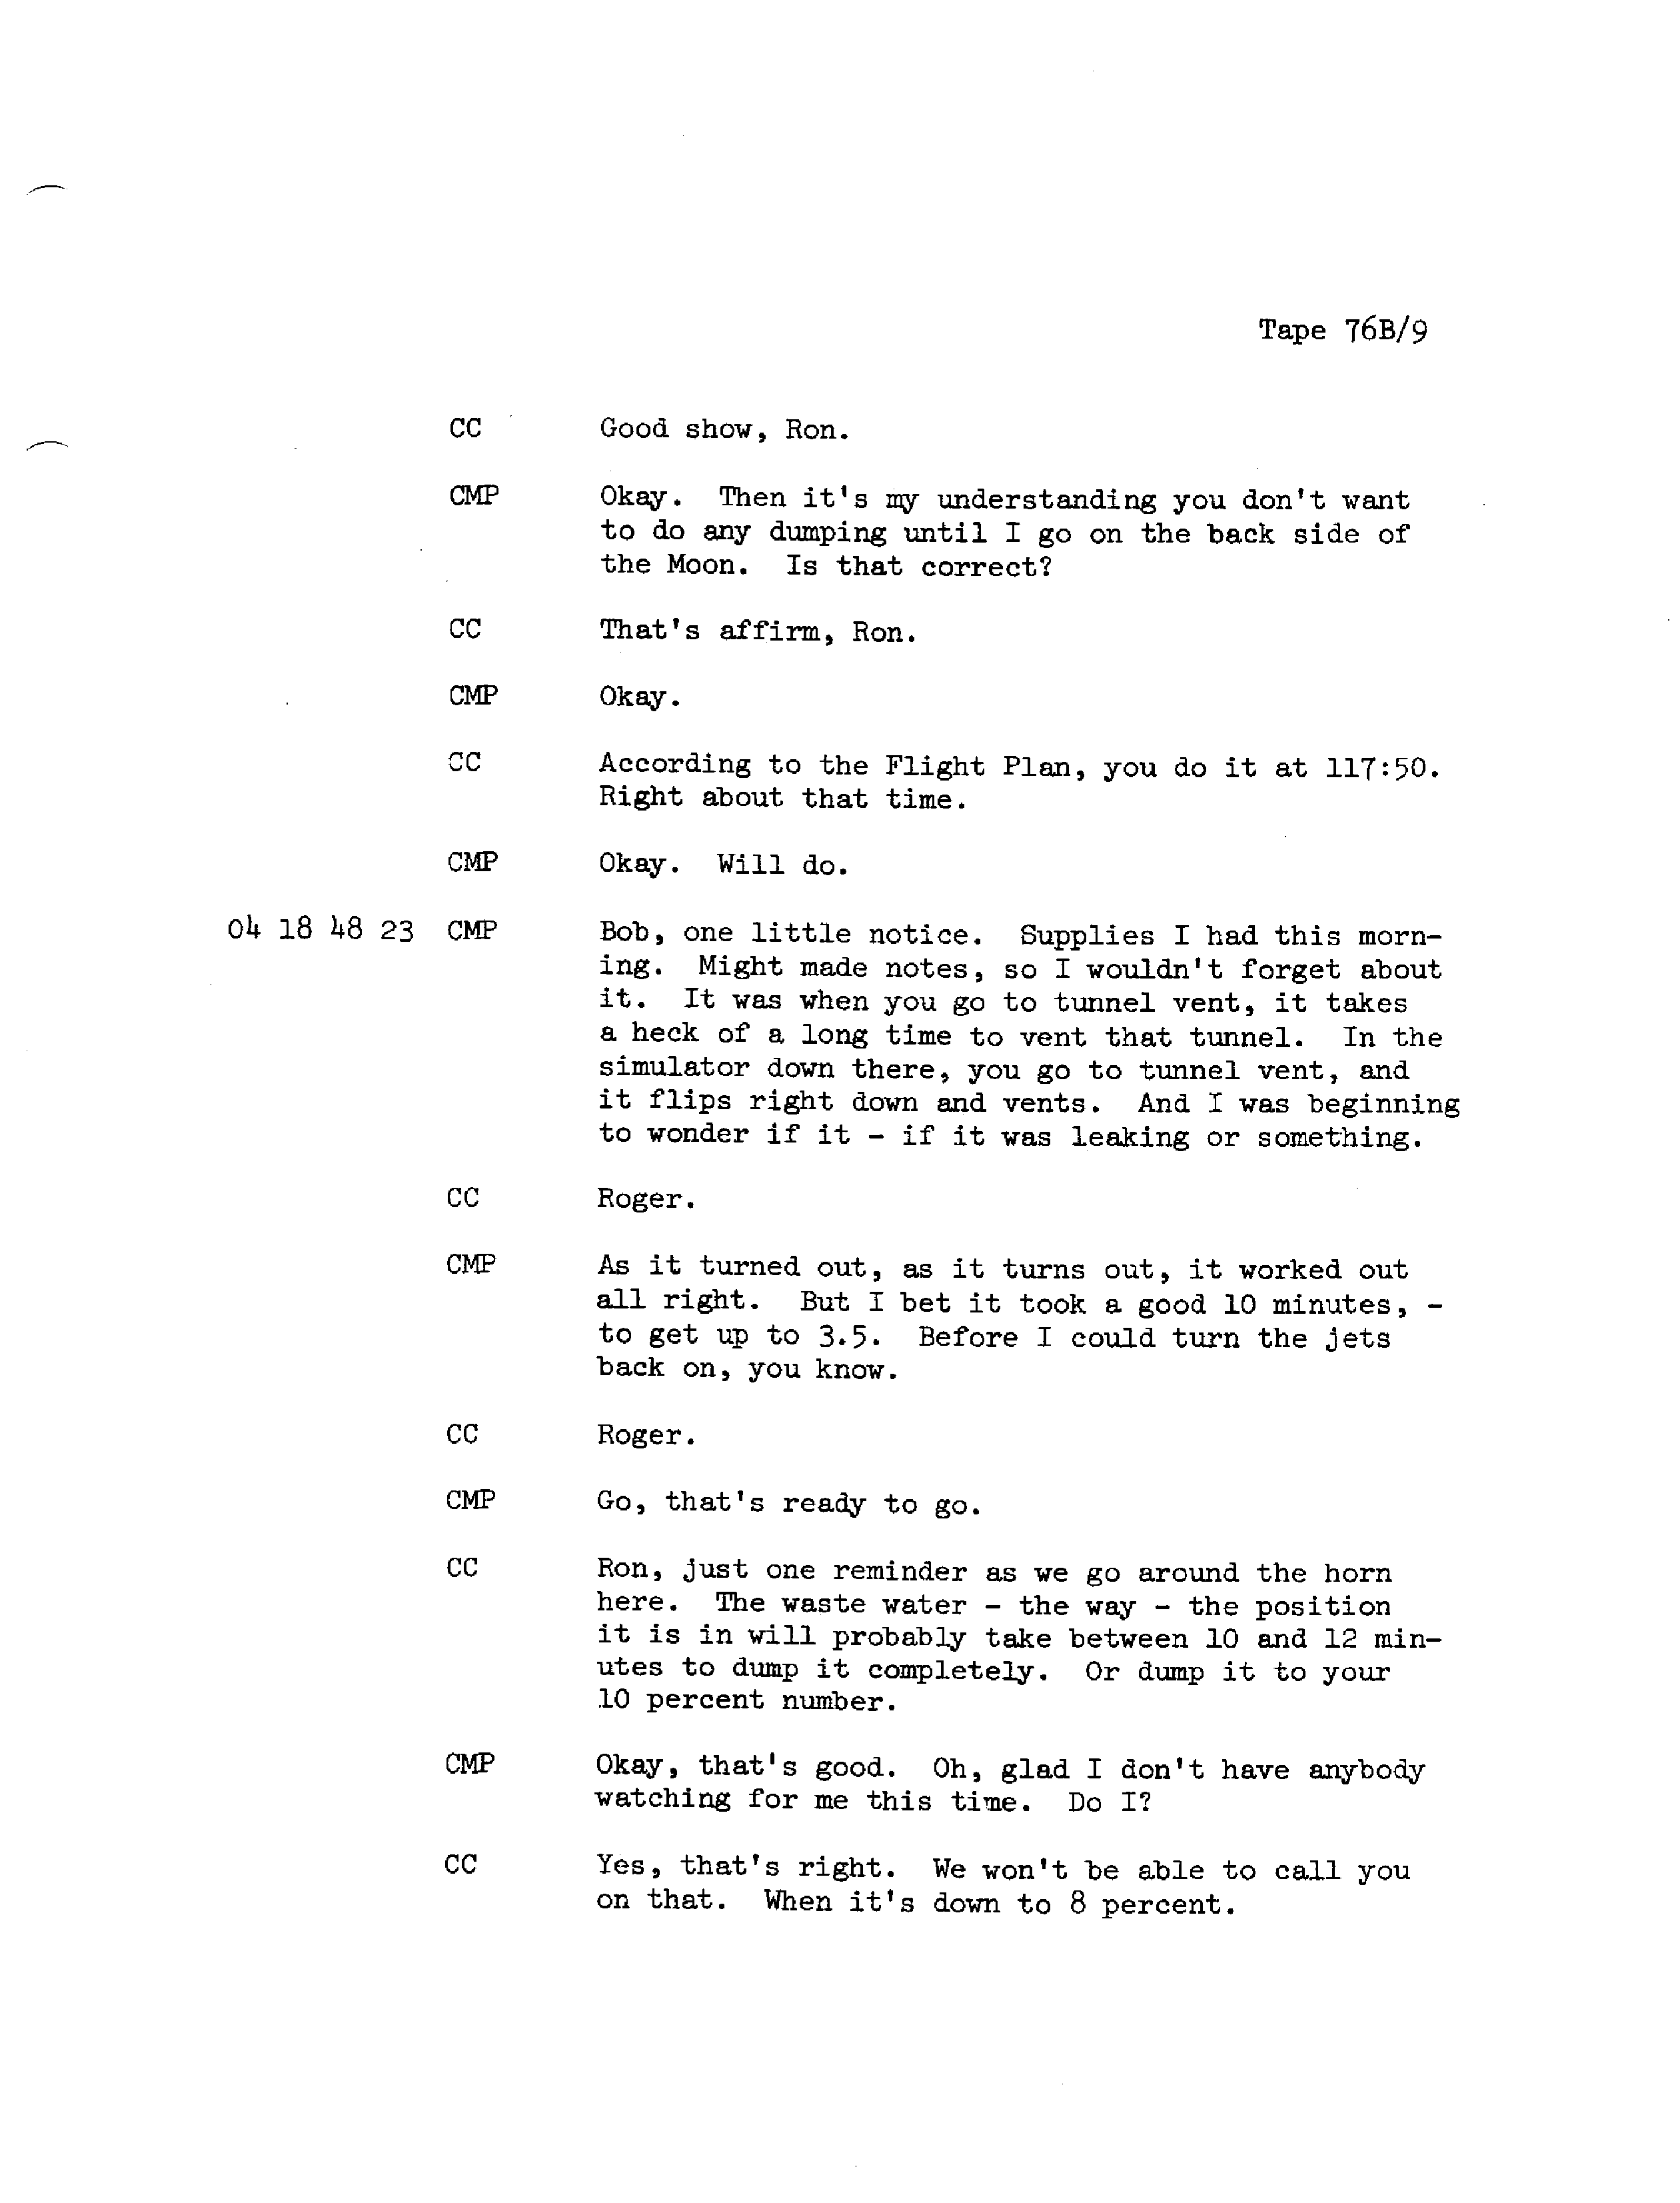 Tape 76B/9
CC Good show, Ron.
CMP Okay. Then it's my understanding you don't want
to do any dumping until I go on the back side of
the Moon. Is that correct?
CC That's affirm, Ron.
CMP Okay.
CC According to the Flight Plan, you do it at 117:50.
Right about that time.
CMP Okay. Will do.
04 18 48 23 CMP Bob, one little notice. Supplies I had this morn-
ing. Might made notes, so I wouldn't forget about
it. It was when you go to tunnel vent, it takes
a heck of a long time to vent that tunnel. In the
simulator down there, you go to tunnel vent, and
it flips right down and vents. And I was beginning
to wonder if it - if it was leaking or something.
CC Roger.
CMP As it turned out, as it turns out, it worked out
all right. But I bet it took a good 10 minutes, -
to get up to 3.5. Before I could turn the jets
back on, you know.
CC Roger.
CMP Go, that's ready to go.
CC Ron, just one reminder as we go around the horn
here. The waste water - the way - the position
it is in will probably take between 10 and 12 min-
utes to dump it completely. Or dump it to your
10 percent number.
CMP Okay, that's good. Oh, glad I don't have anybody
watching for me this time. Do I?
CC Yes, that's right. We won't be able to call you
on that. When it's down to 8 percent.